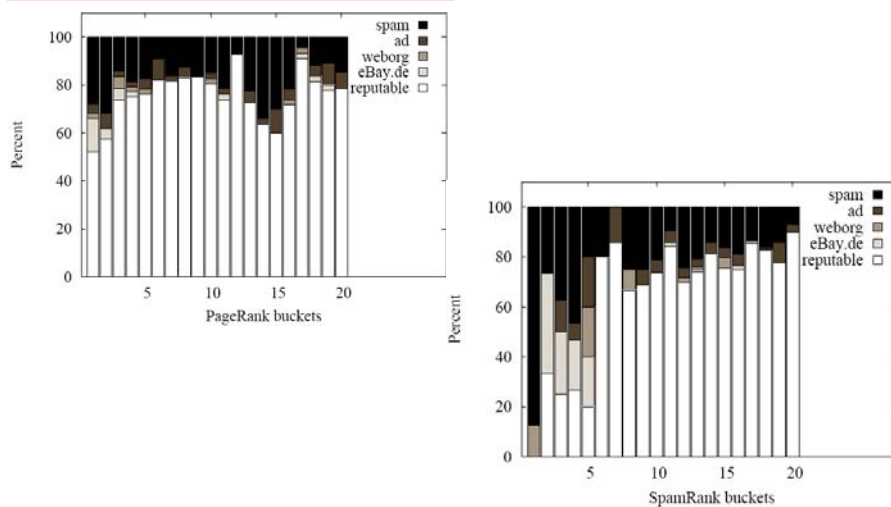 spam
ad
weborg
eBay.de
reputable
100
80
60
40
20
0
Percent
5
10
15
20
PageRank buckets
spam
ad
weborg
eBay.de
reputable
100
80
60
40
20
0
Percent
5
10
15
20
SpamRank buckets